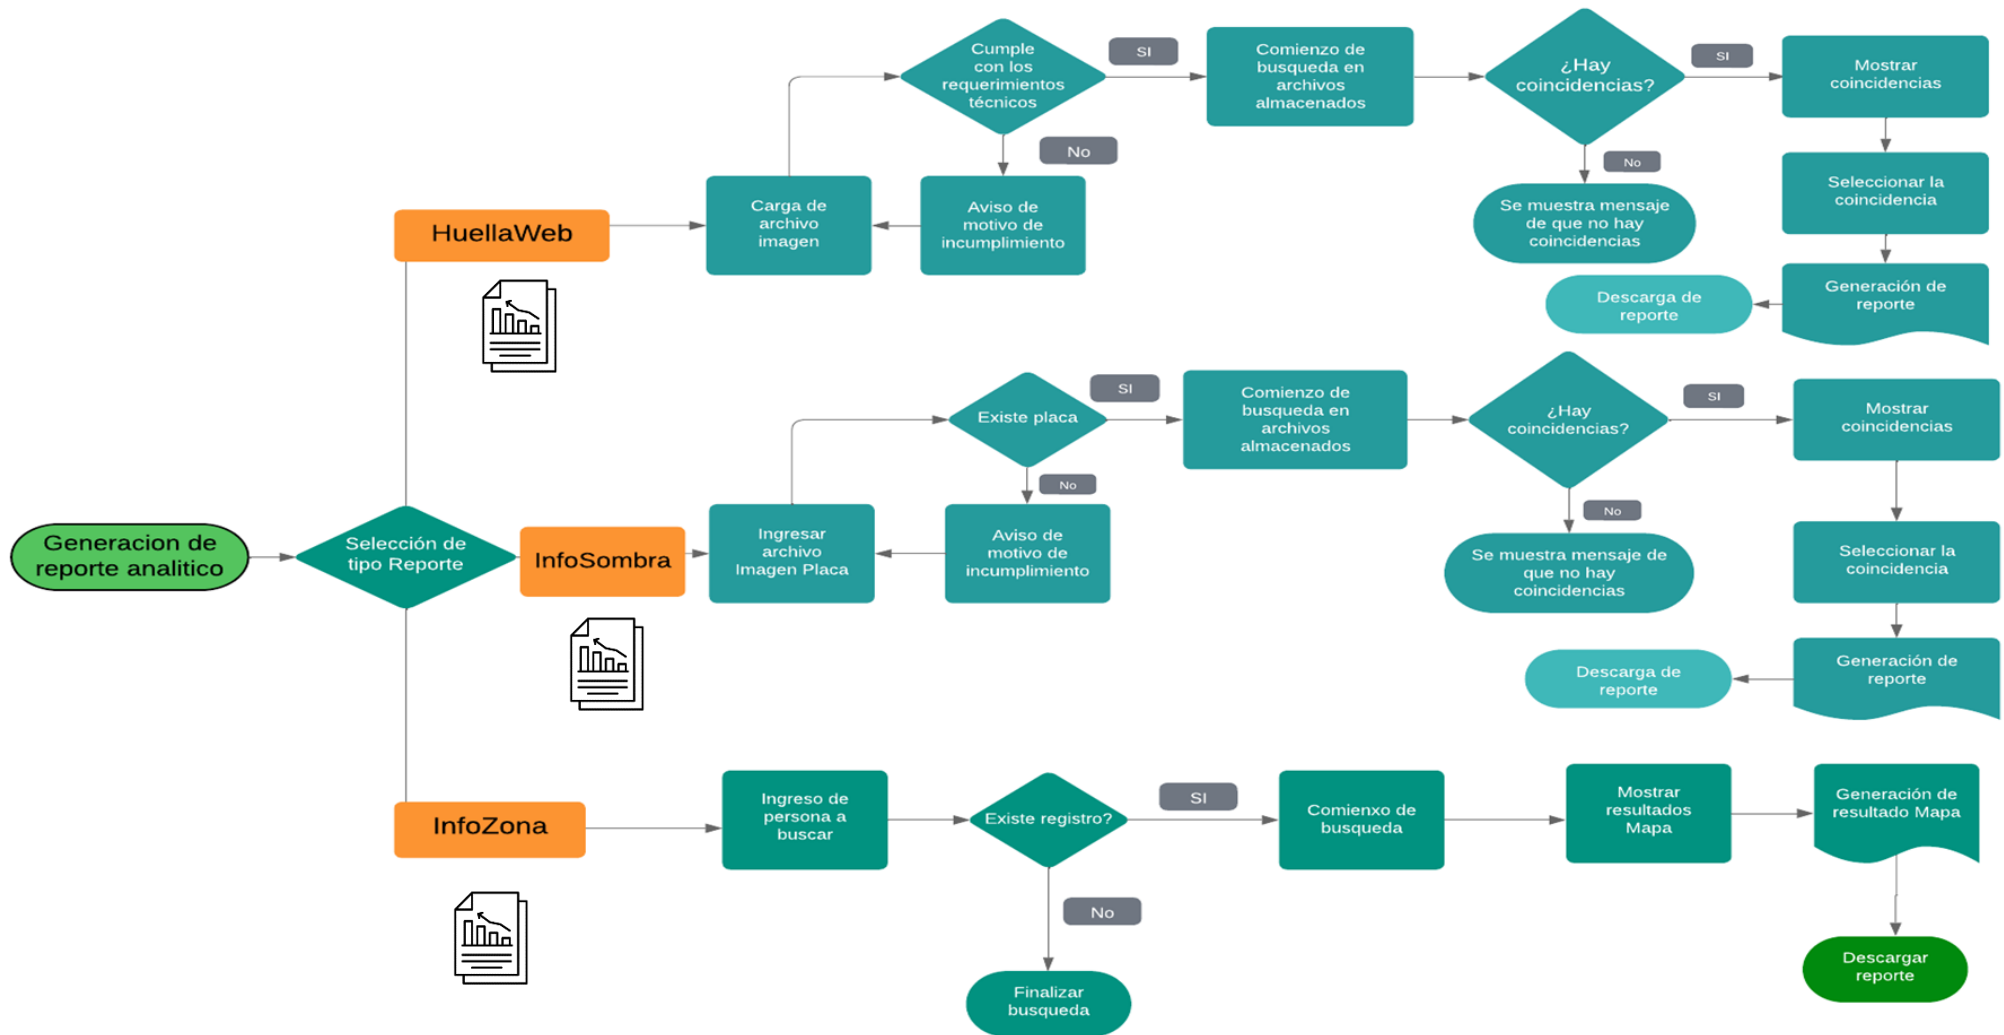 Cumple
con los
requerimientos
técnicos
SI
Comienzo de
busqueda en
archivos
almacenados
¿Hay
coincidencias?
SI
Mostrar
coincidencias
No
No
Carga de
archivo
imagen
Aviso de
motivo de
incumplimiento
Se muestra mensaje
de que no hay
coincidencias
Seleccionar la
coincidencia
HuellaWeb
Descarga de
reporte
Generación de
reporte
Existe placa
SI
Comienzo de
busqueda en
archivos
almacenados
¿Hay
coincidencias?
SI
Mostrar
coincidencias
No
No
Generacion de
reporte analitico
Selección de
tipo Reporte
InfoSombra
Ingresar
archivo
Imagen Placa
Aviso de
motivo de
incumplimiento
Se muestra mensaje de
que no hay
coincidencias
Seleccionar la
coincidencia
Descarga de
reporte
Generación de
reporte
InfoZona
Ingreso de
persona a
buscar
Existe registro?
SI
Comienxo de
busqueda
Mostrar
resultados
Mapa
Generación de
resultado Mapa
No
Finalizar
busqueda
Descargar
reporte